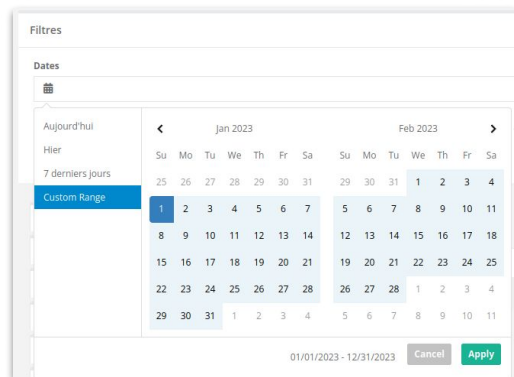 Filtres
Dates
Aujourd'hui
Hier
7 derniers jours
Custom Range
Jan 2023
Su Mo Tu We Th Fr Sa
25 26 27 28 29 30 31
1 2 3 4 5 6 7
8 9 10 11 12 13 14
15 16 17 18 19 20 21
22 23 24 25 26 27 28
29 30 31 1 2 3 4
Feb 2023
Su Mo Tu We Th Fr Sa
29 30 31 1 2 3 4
5 6 7 8 9 10 11
12 13 14 15 16 17 18
19 20 21 22 23 24 25
26 27 28 1 2 3 4
5 6 7 8 9 10 11
01/01/2023 - 12/31/2023 Cancel Apply